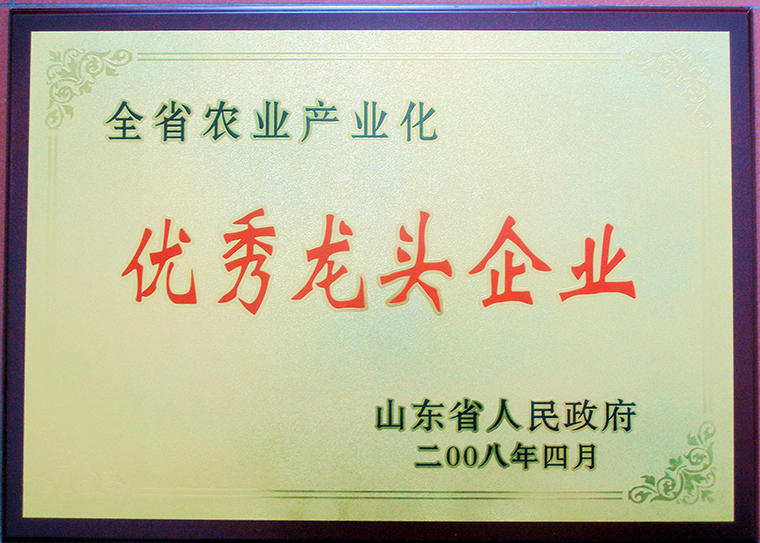 全省农业产业化
优秀龙头企业
山东省人民政府
二00八年四月